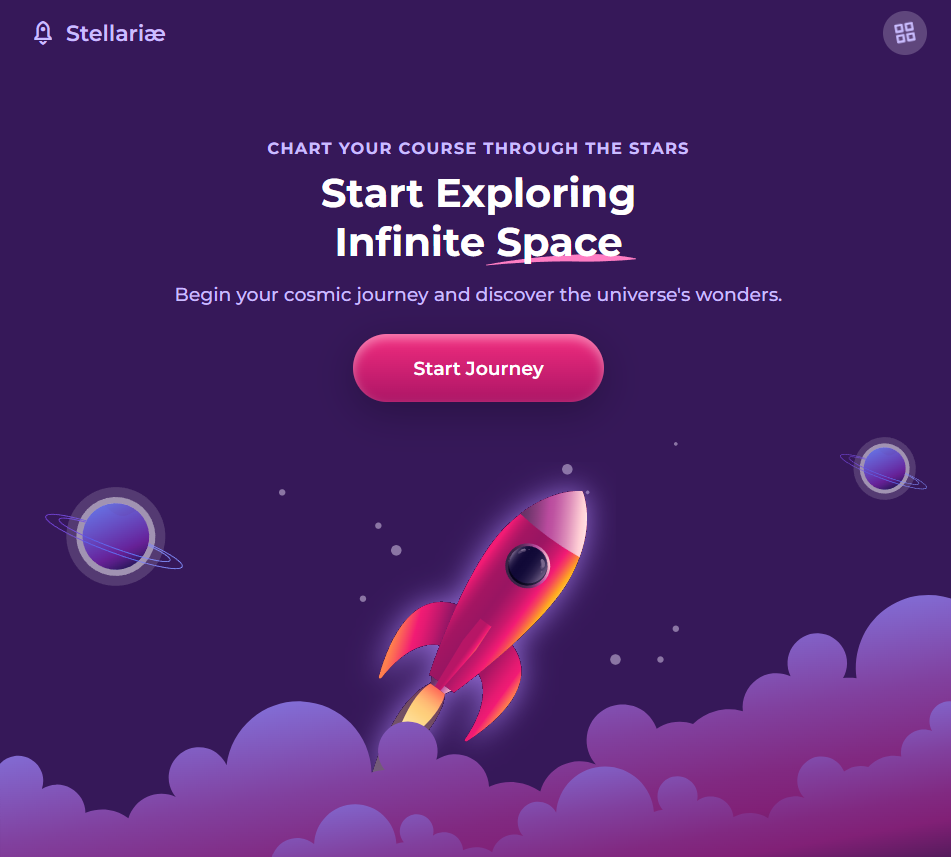 Stellariæ
CHART YOUR COURSE THROUGH THE STARS
Start Exploring
Infinite Space
Begin your cosmic journey and discover the universe's wonders.
Start Journey